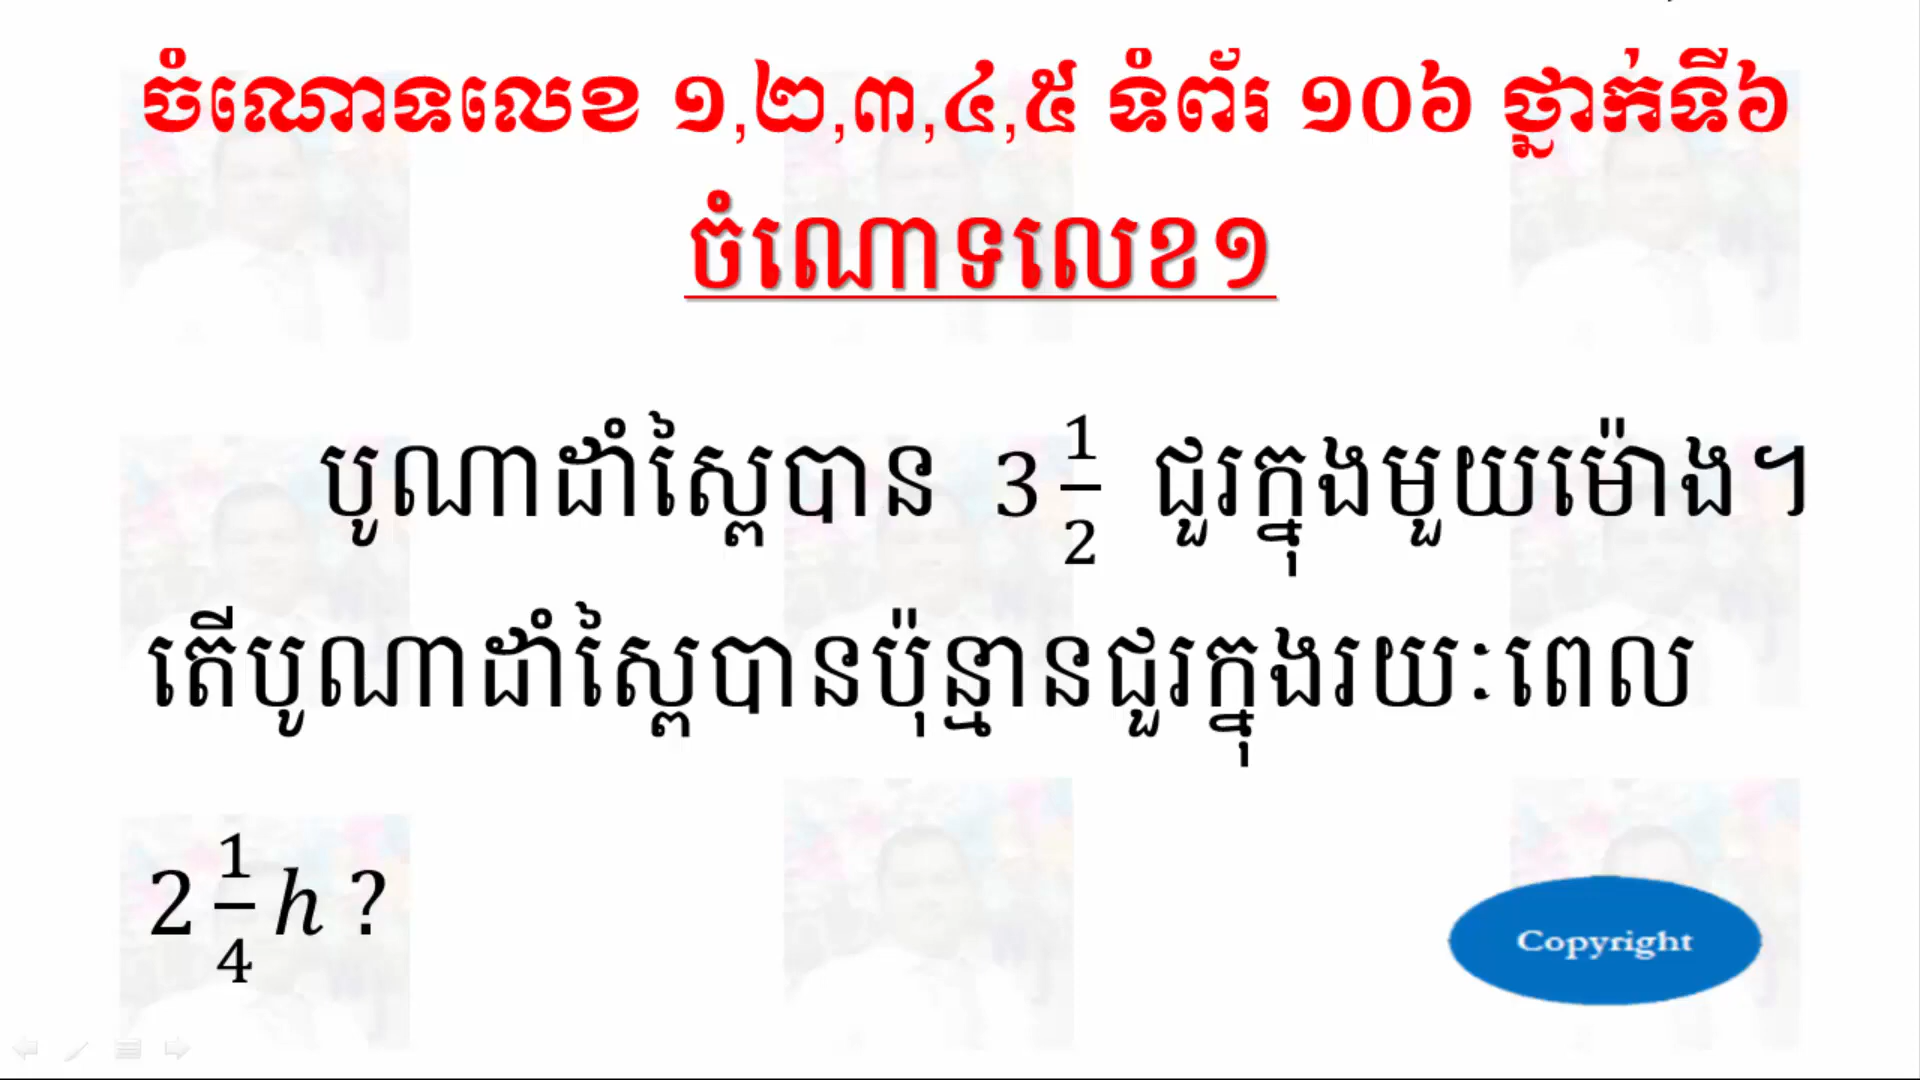 ចំណោទលេខ ១,២,៣,៤,៥ ទំព័រ ១០៦ ថ្នាក់ទី៦
ចំណោទលេខ១
បូណាដាំស្ពៃបាន 3 1/2 ជួរក្នុងមួយម៉ោង។
តើបូណាដាំស្ពៃបានប៉ុន្មានជួរក្នុងរយៈពេល
2 1/4 h ?
Copyright